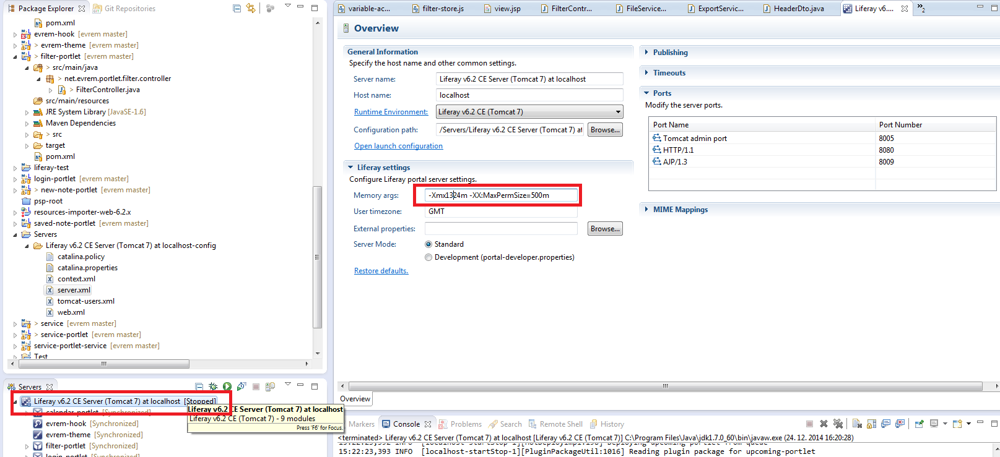 Package Explorer
Git Repositories
pom.xml
evrem-hook [evrem master]
> evrem-theme [evrem master]
> filter-portlet [evrem master]
> src/main/java
> net.evrem.portlet.filter.controller
> FilterController.java
src/main/resources
JRE System Library [JavaSE-1.6]
Maven Dependencies
> src
target
pom.xml
liferay-test
login-portlet [evrem master]
> new-note-portlet [evrem master]
psp-root
resources-importer-web-6.2.x
saved-note-portlet [evrem master]
Servers
Liferay v6.2 CE Server (Tomcat 7) at localhost-config
catalina.policy
catalina.properties
context.xml
server.xml
tomcat-users.xml
web.xml
> service [evrem master]
> service-portlet [evrem master]
service-portlet-service [evrem master]
Test
Servers
Liferay v6.2 CE Server (Tomcat 7) at localhost [Stopped]
calendar-portlet [Synchronized]
evrem-hook [Synchronized]
evrem-theme [Synchronized]
filter-portlet [Synchronized]
login-portlet [Synchronized]
Liferay v6.2 CE Server (Tomcat 7) at localhost
Liferay v6.2 CE (Tomcat 7) - 9 modules
Press 'F6' for Focus.
variable-ac...
filter-store.js
view.jsp
FilterContr...
FileService...
ExportServic...
HeaderDto.java
Liferay v6....
»2
Overview
General Information
Specify the host name and other common settings.
Server name: Liferay v6.2 CE Server (Tomcat 7) at localhost
Host name: localhost
Runtime Environment: Liferay v6.2 CE (Tomcat 7)
Configuration path: /Servers/Liferay v6.2 CE Server (Tomcat 7) at Browse...
Open launch configuration
Liferay settings
Configure Liferay portal server settings.
Memory args: -Xmx1324m -XX:MaxPermSize=500m
User timezone: GMT
External properties: Browse...
Server Mode: Standard
Development (portal-developer.properties)
Restore defaults.
Publishing
Timeouts
Ports
Modify the server ports.
Port Name Port Number
Tomcat admin port 8005
HTTP/1.1 8080
AJP/1.3 8009
MIME Mappings
Overview
Markers
Console
Problems
Search
Remote Shell
History
<terminated> Liferay v6.2 CE Server (Tomcat 7) at localhost [Liferay v6.2 CE (Tomcat 7)] C:\Program Files\Java\jdk1.7.0_60\bin\javaw.exe (24. 12. 2014 16:20:28)
15:22:23,392 INFO [localhost-startStop-1][HotDeployImpl:198] Deploying upcoming-portlet from queue
15:22:23,393 INFO [localhost-startStop-1][PluginPackageUtil:1016] Reading plugin package for upcoming-portlet